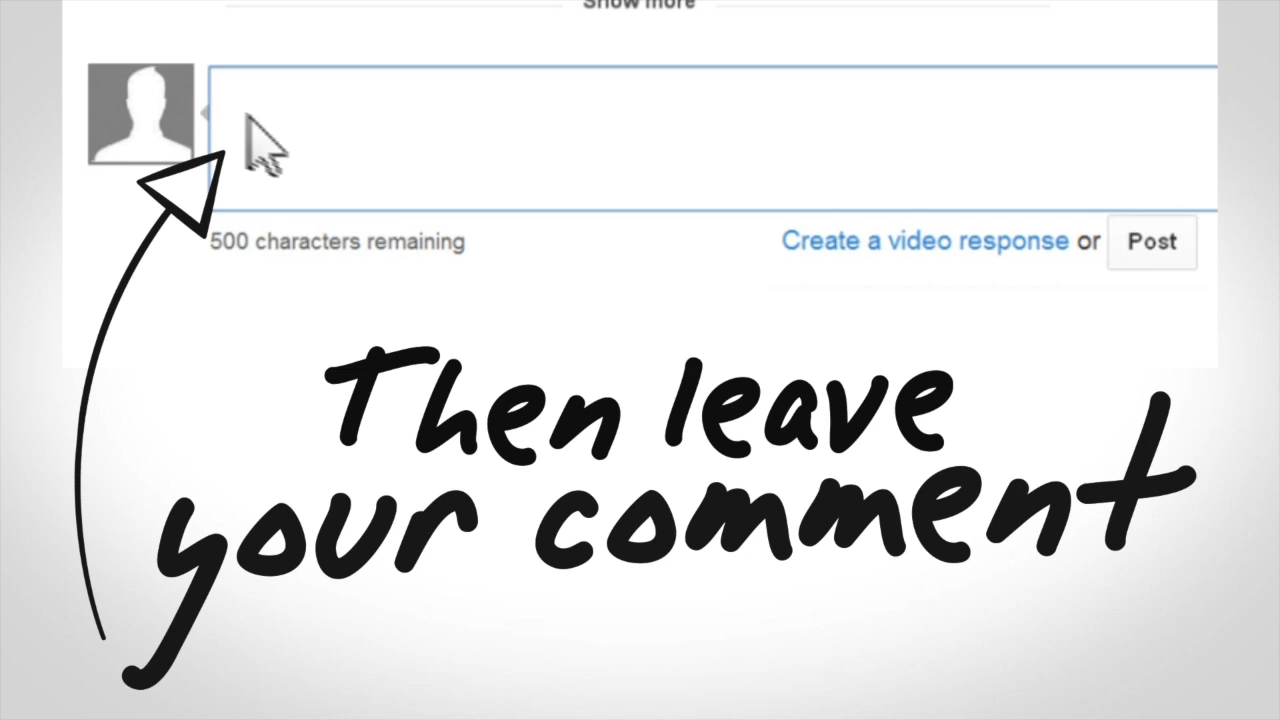 Show more
500 characters remaining
Create a video response or Post
Then leave
your comment